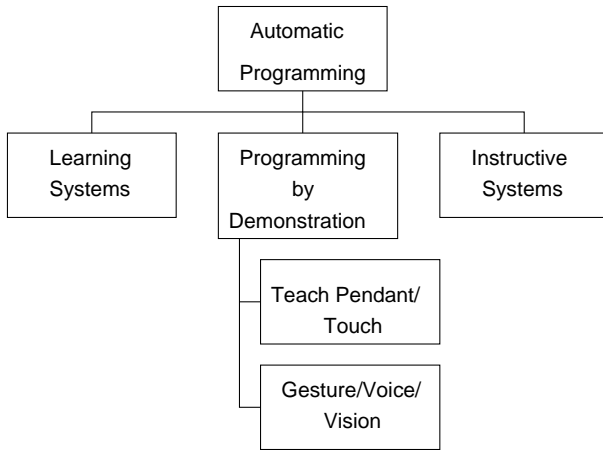 Automatic
Programming
Learning
Systems
Programming
by
Demonstration
Instructive
Systems
Teach Pendant/
Touch
Gesture/Voice/
Vision